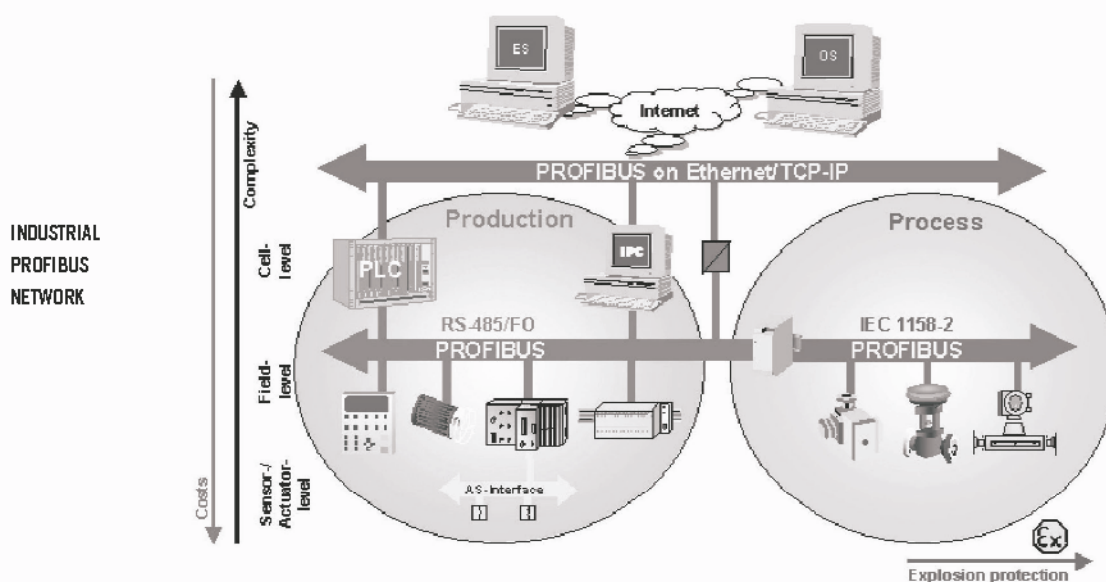 ES
OS
Internet
PROFIBUS on Ethernet/TCP-IP
Production
Process
PLC
IPC
RS-485/FO
PROFIBUS
IEC 1158-2
PROFIBUS
AS-Interface
INDUSTRIAL
PROFIBUS
NETWORK
Complexity
Costs
Cell-
level
Field-
level
Sensor-/
Actuator-
level
Ex
Explosion protection